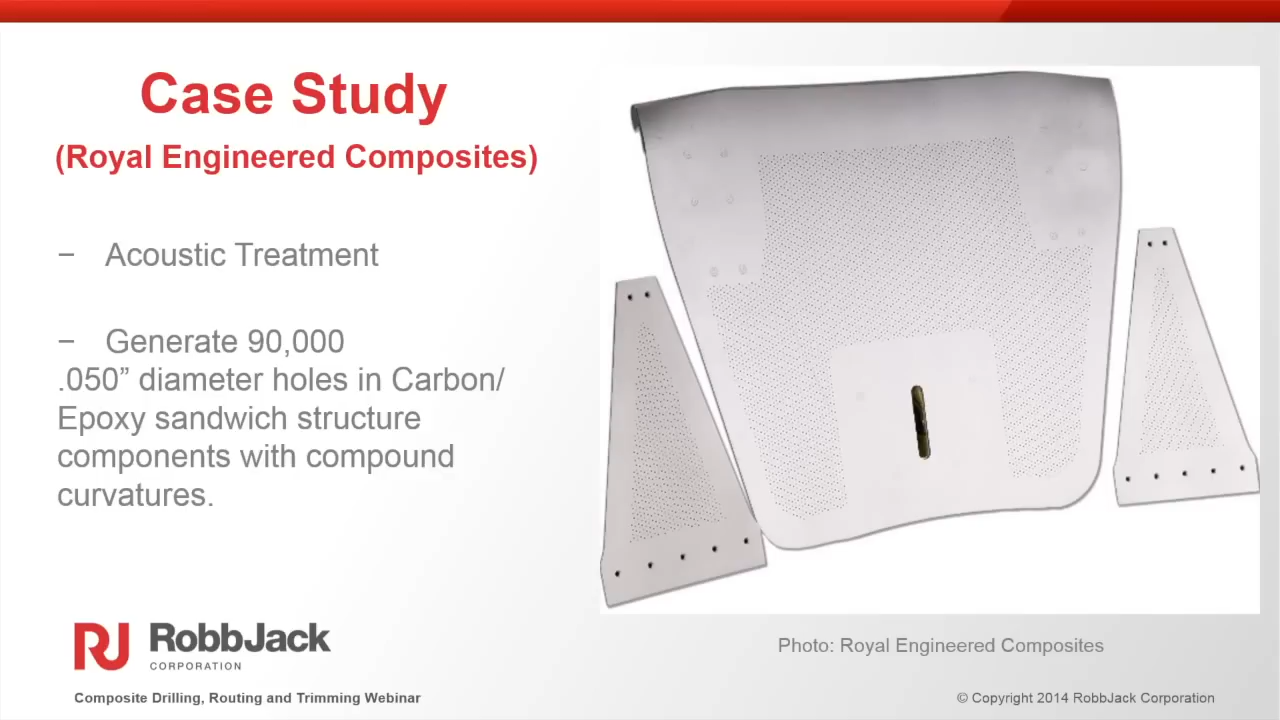 Case Study
(Royal Engineered Composites)
− Acoustic Treatment
− Generate 90,000
.050” diameter holes in Carbon/
Epoxy sandwich structure
components with compound
curvatures.
RJ RobbJack
CORPORATION
Photo: Royal Engineered Composites
Composite Drilling, Routing and Trimming Webinar
© Copyright 2014 RobbJack Corporation